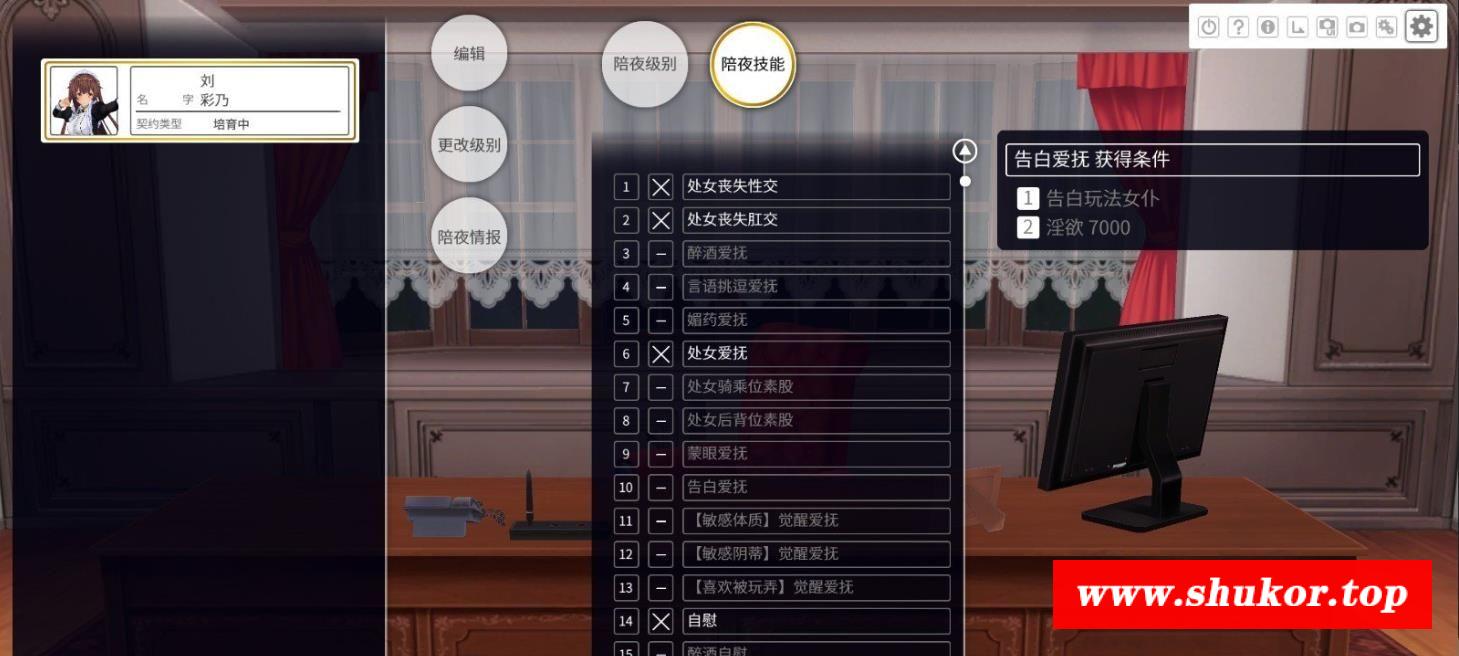 编辑
更改级别
陪夜情报
陪夜级别
陪夜技能
刘
名 字 彩乃
契约类型 培育中
1 处女丧失性交
2 处女丧失肛交
3 醉酒爱抚
4 言语挑逗爱抚
5 媚药爱抚
6 处女爱抚
7 处女骑乘位素股
8 处女后背位素股
9 蒙眼爱抚
10 告白爱抚
11 【敏感体质】觉醒爱抚
12 【敏感阴蒂】觉醒爱抚
13 【喜欢被玩弄】觉醒爱抚
14 自慰
15 醉酒自慰
告白爱抚 获得条件
1 告白玩法女仆
2 淫欲 7000
www.shukor.top